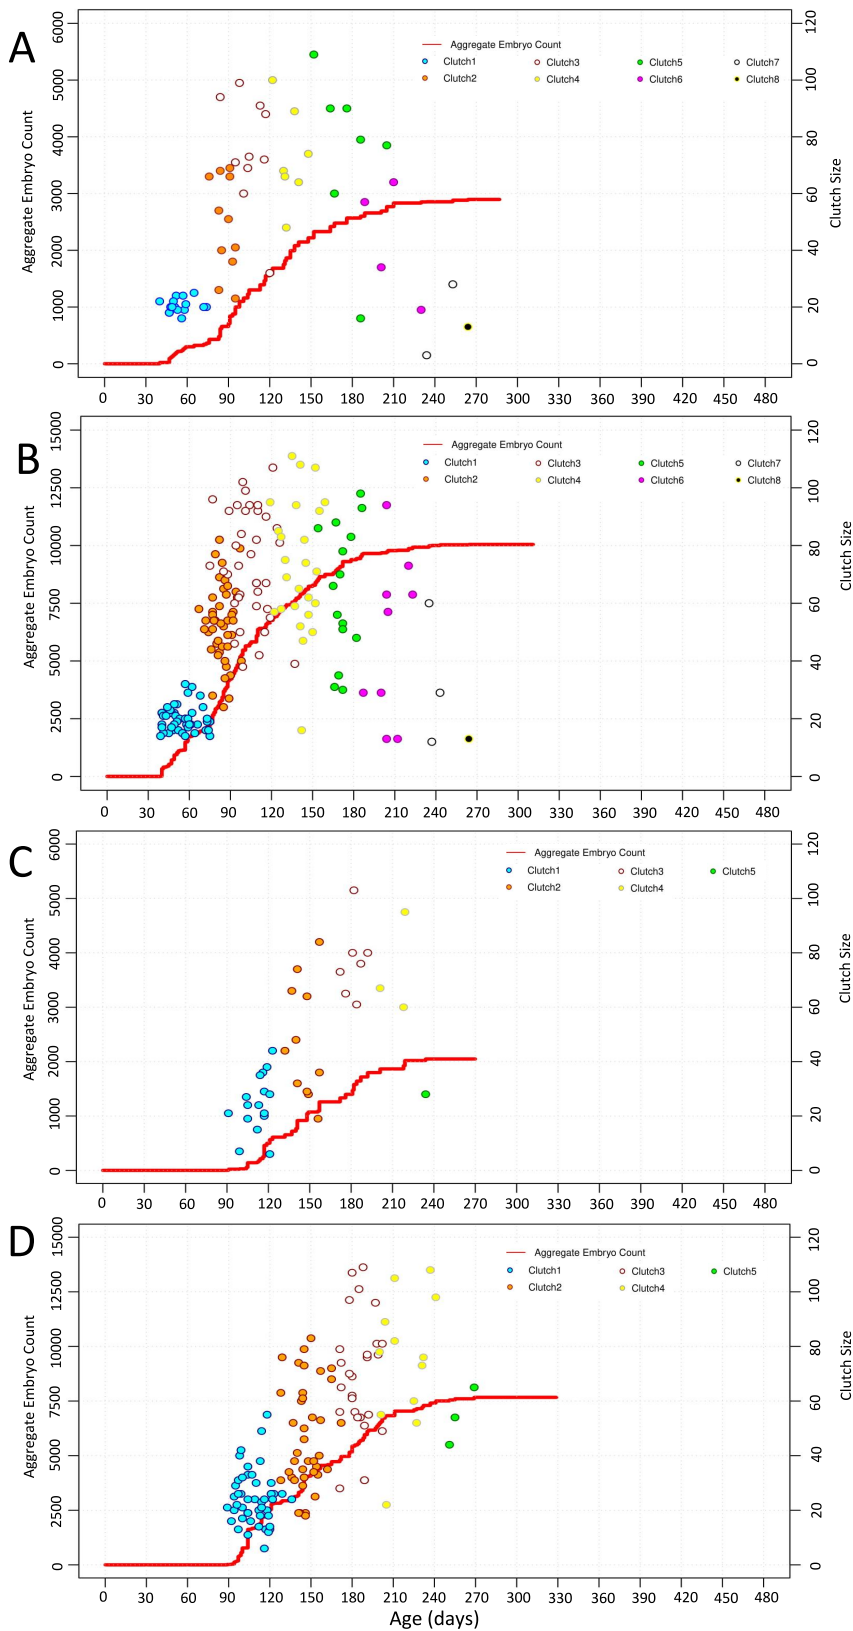 A
Aggregate Embryo Count
6000
5000
4000
3000
2000
1000
0
Aggregate Embryo Count
Clutch1 Clutch3 Clutch5 Clutch7
Clutch2 Clutch4 Clutch6 Clutch8
120
100
80
60
40
20
0
Clutch Size
0 30 60 90 120 150 180 210 240 270 300 330 360 390 420 450 480
B
Aggregate Embryo Count
15000
12500
10000
7500
5000
2500
0
Aggregate Embryo Count
Clutch1 Clutch3 Clutch5 Clutch7
Clutch2 Clutch4 Clutch6 Clutch8
120
100
80
60
40
20
0
Clutch Size
0 30 60 90 120 150 180 210 240 270 300 330 360 390 420 450 480
C
Aggregate Embryo Count
6000
5000
4000
3000
2000
1000
0
Aggregate Embryo Count
Clutch1 Clutch3 Clutch5
Clutch2 Clutch4
120
100
80
60
40
20
0
Clutch Size
0 30 60 90 120 150 180 210 240 270 300 330 360 390 420 450 480
D
Aggregate Embryo Count
15000
12500
10000
7500
5000
2500
0
Aggregate Embryo Count
Clutch1 Clutch3 Clutch5
Clutch2 Clutch4
120
100
80
60
40
20
0
Clutch Size
0 30 60 90 120 150 180 210 240 270 300 330 360 390 420 450 480
Age (days)